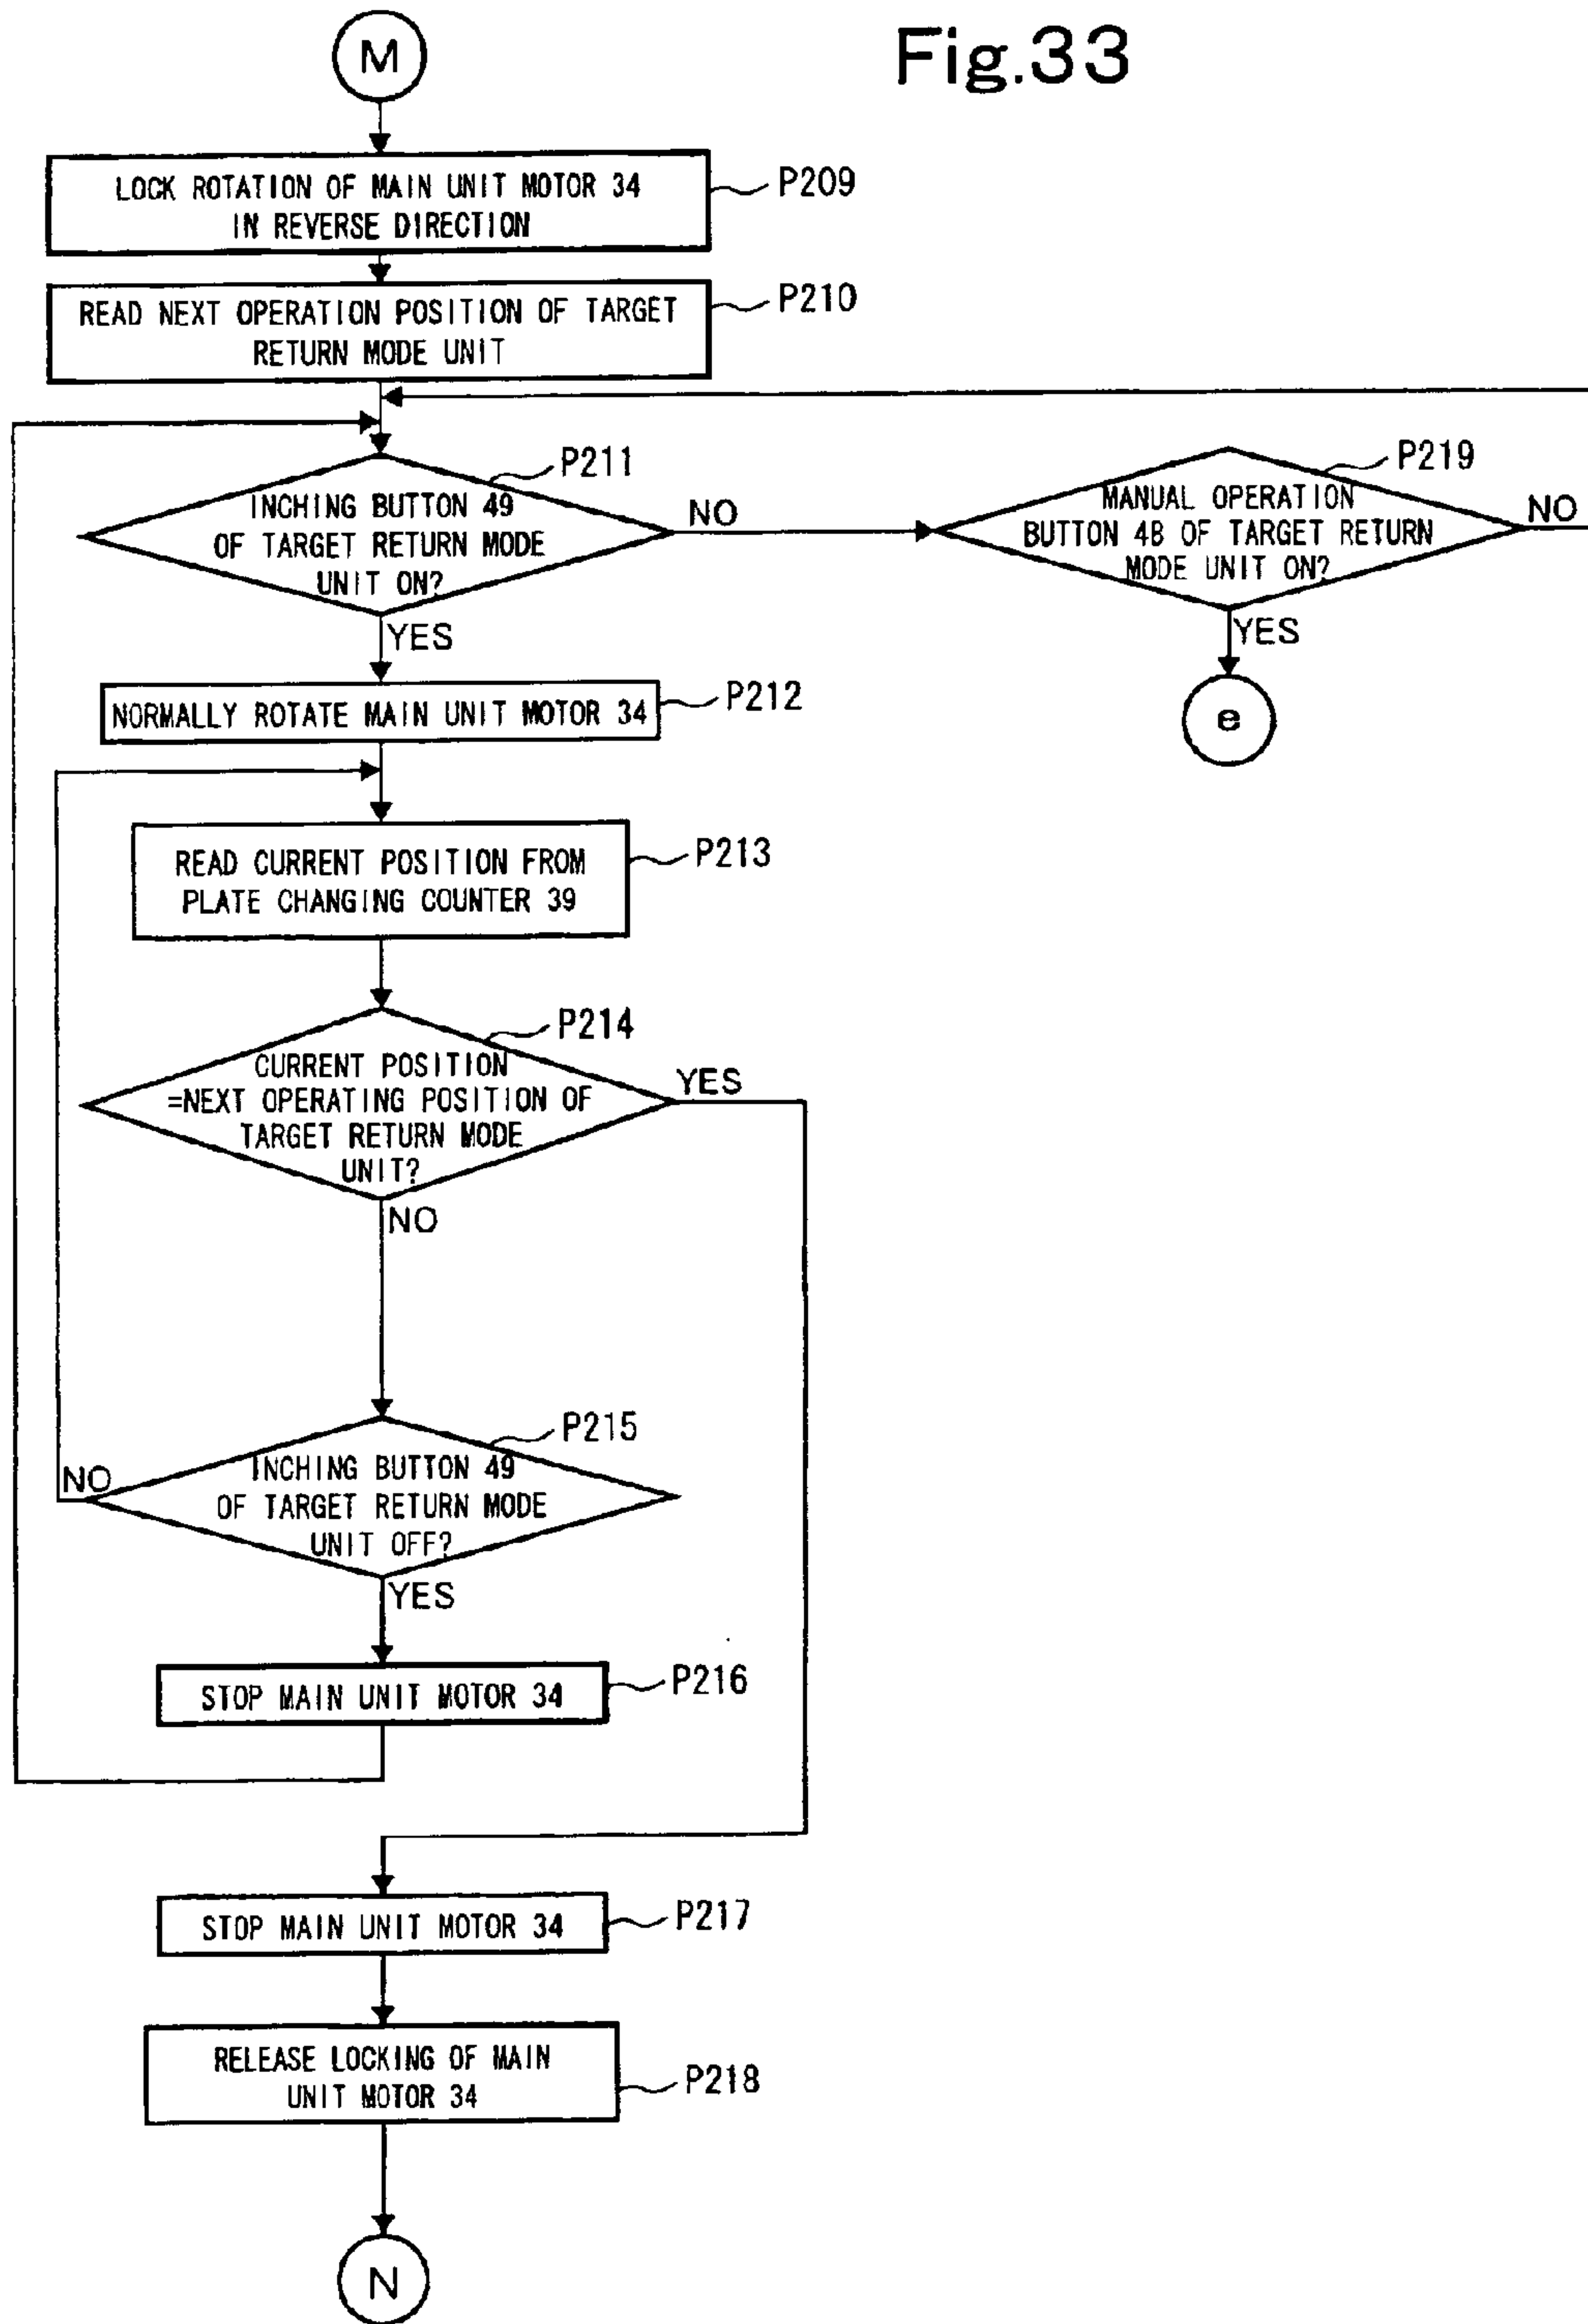 Fig.33
M
LOCK ROTATION OF MAIN UNIT MOTOR 34
IN REVERSE DIRECTION
P209
READ NEXT OPERATION POSITION OF TARGET
RETURN MODE UNIT
P210
P211
INCHING BUTTON 49
OF TARGET RETURN MODE
UNIT ON?
NO
YES
P219
MANUAL OPERATION
BUTTON 4B OF TARGET RETURN
MODE UNIT ON?
NO
YES
e
NORMALLY ROTATE MAIN UNIT MOTOR 34
P212
READ CURRENT POSITION FROM
PLATE CHANGING COUNTER 39
P213
P214
CURRENT POSITION
=NEXT OPERATING POSITION OF
TARGET RETURN MODE
UNIT?
YES
NO
P215
INCHING BUTTON 49
OF TARGET RETURN MODE
UNIT OFF?
NO
YES
STOP MAIN UNIT MOTOR 34
P216
STOP MAIN UNIT MOTOR 34
P217
RELEASE LOCKING OF MAIN
UNIT MOTOR 34
P218
N